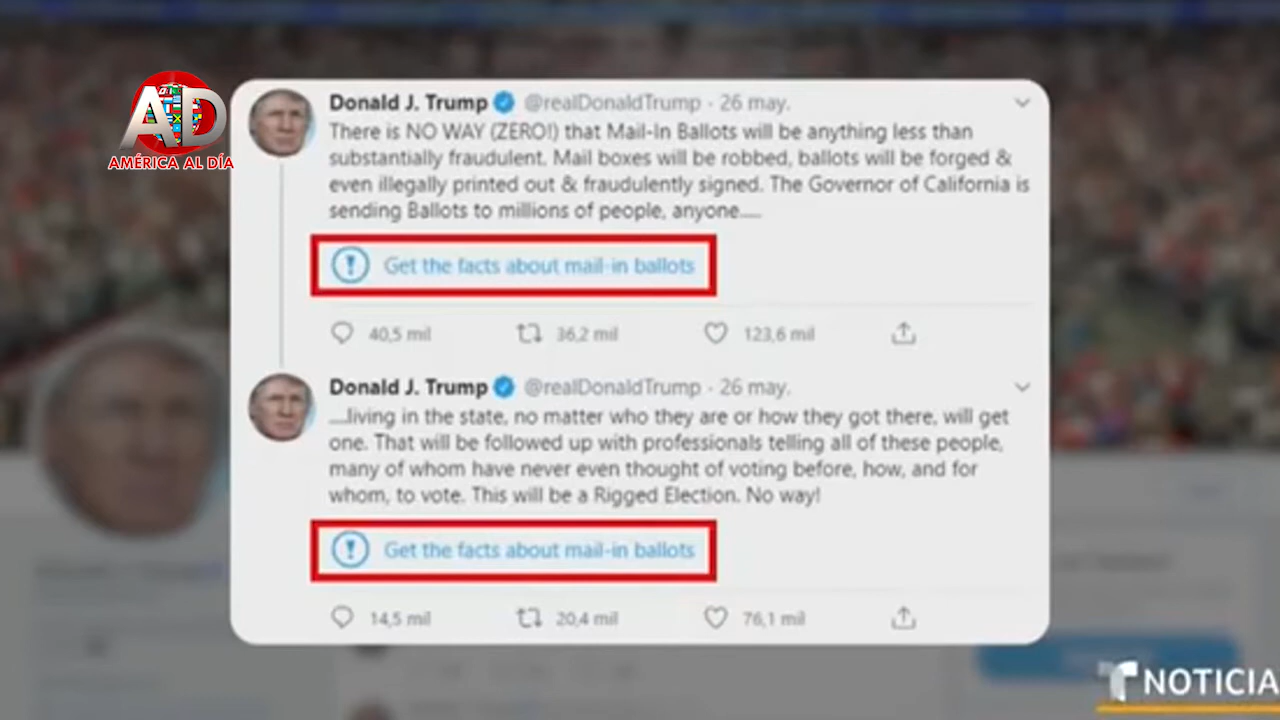 AD
AMÉRICA AL DÍA
Donald J. Trump @realDonaldTrump · 26 may.
There is NO WAY (ZERO!) that Mail-In Ballots will be anything less than
substantially fraudulent. Mail boxes will be robbed, ballots will be forged &
even illegally printed out & fraudulently signed. The Governor of California is
sending Ballots to millions of people, anyone.....
Get the facts about mail-in ballots
40,5 mil 36,2 mil 123,6 mil
Donald J. Trump @realDonaldTrump · 26 may.
....living in the state, no matter who they are or how they got there, will get
one. That will be followed up with professionals telling all of these people,
many of whom have never even thought of voting before, how, and for
whom, to vote. This will be a Rigged Election. No way!
Get the facts about mail-in ballots
14,5 mil 20,4 mil 76,1 mil
NOTICIA